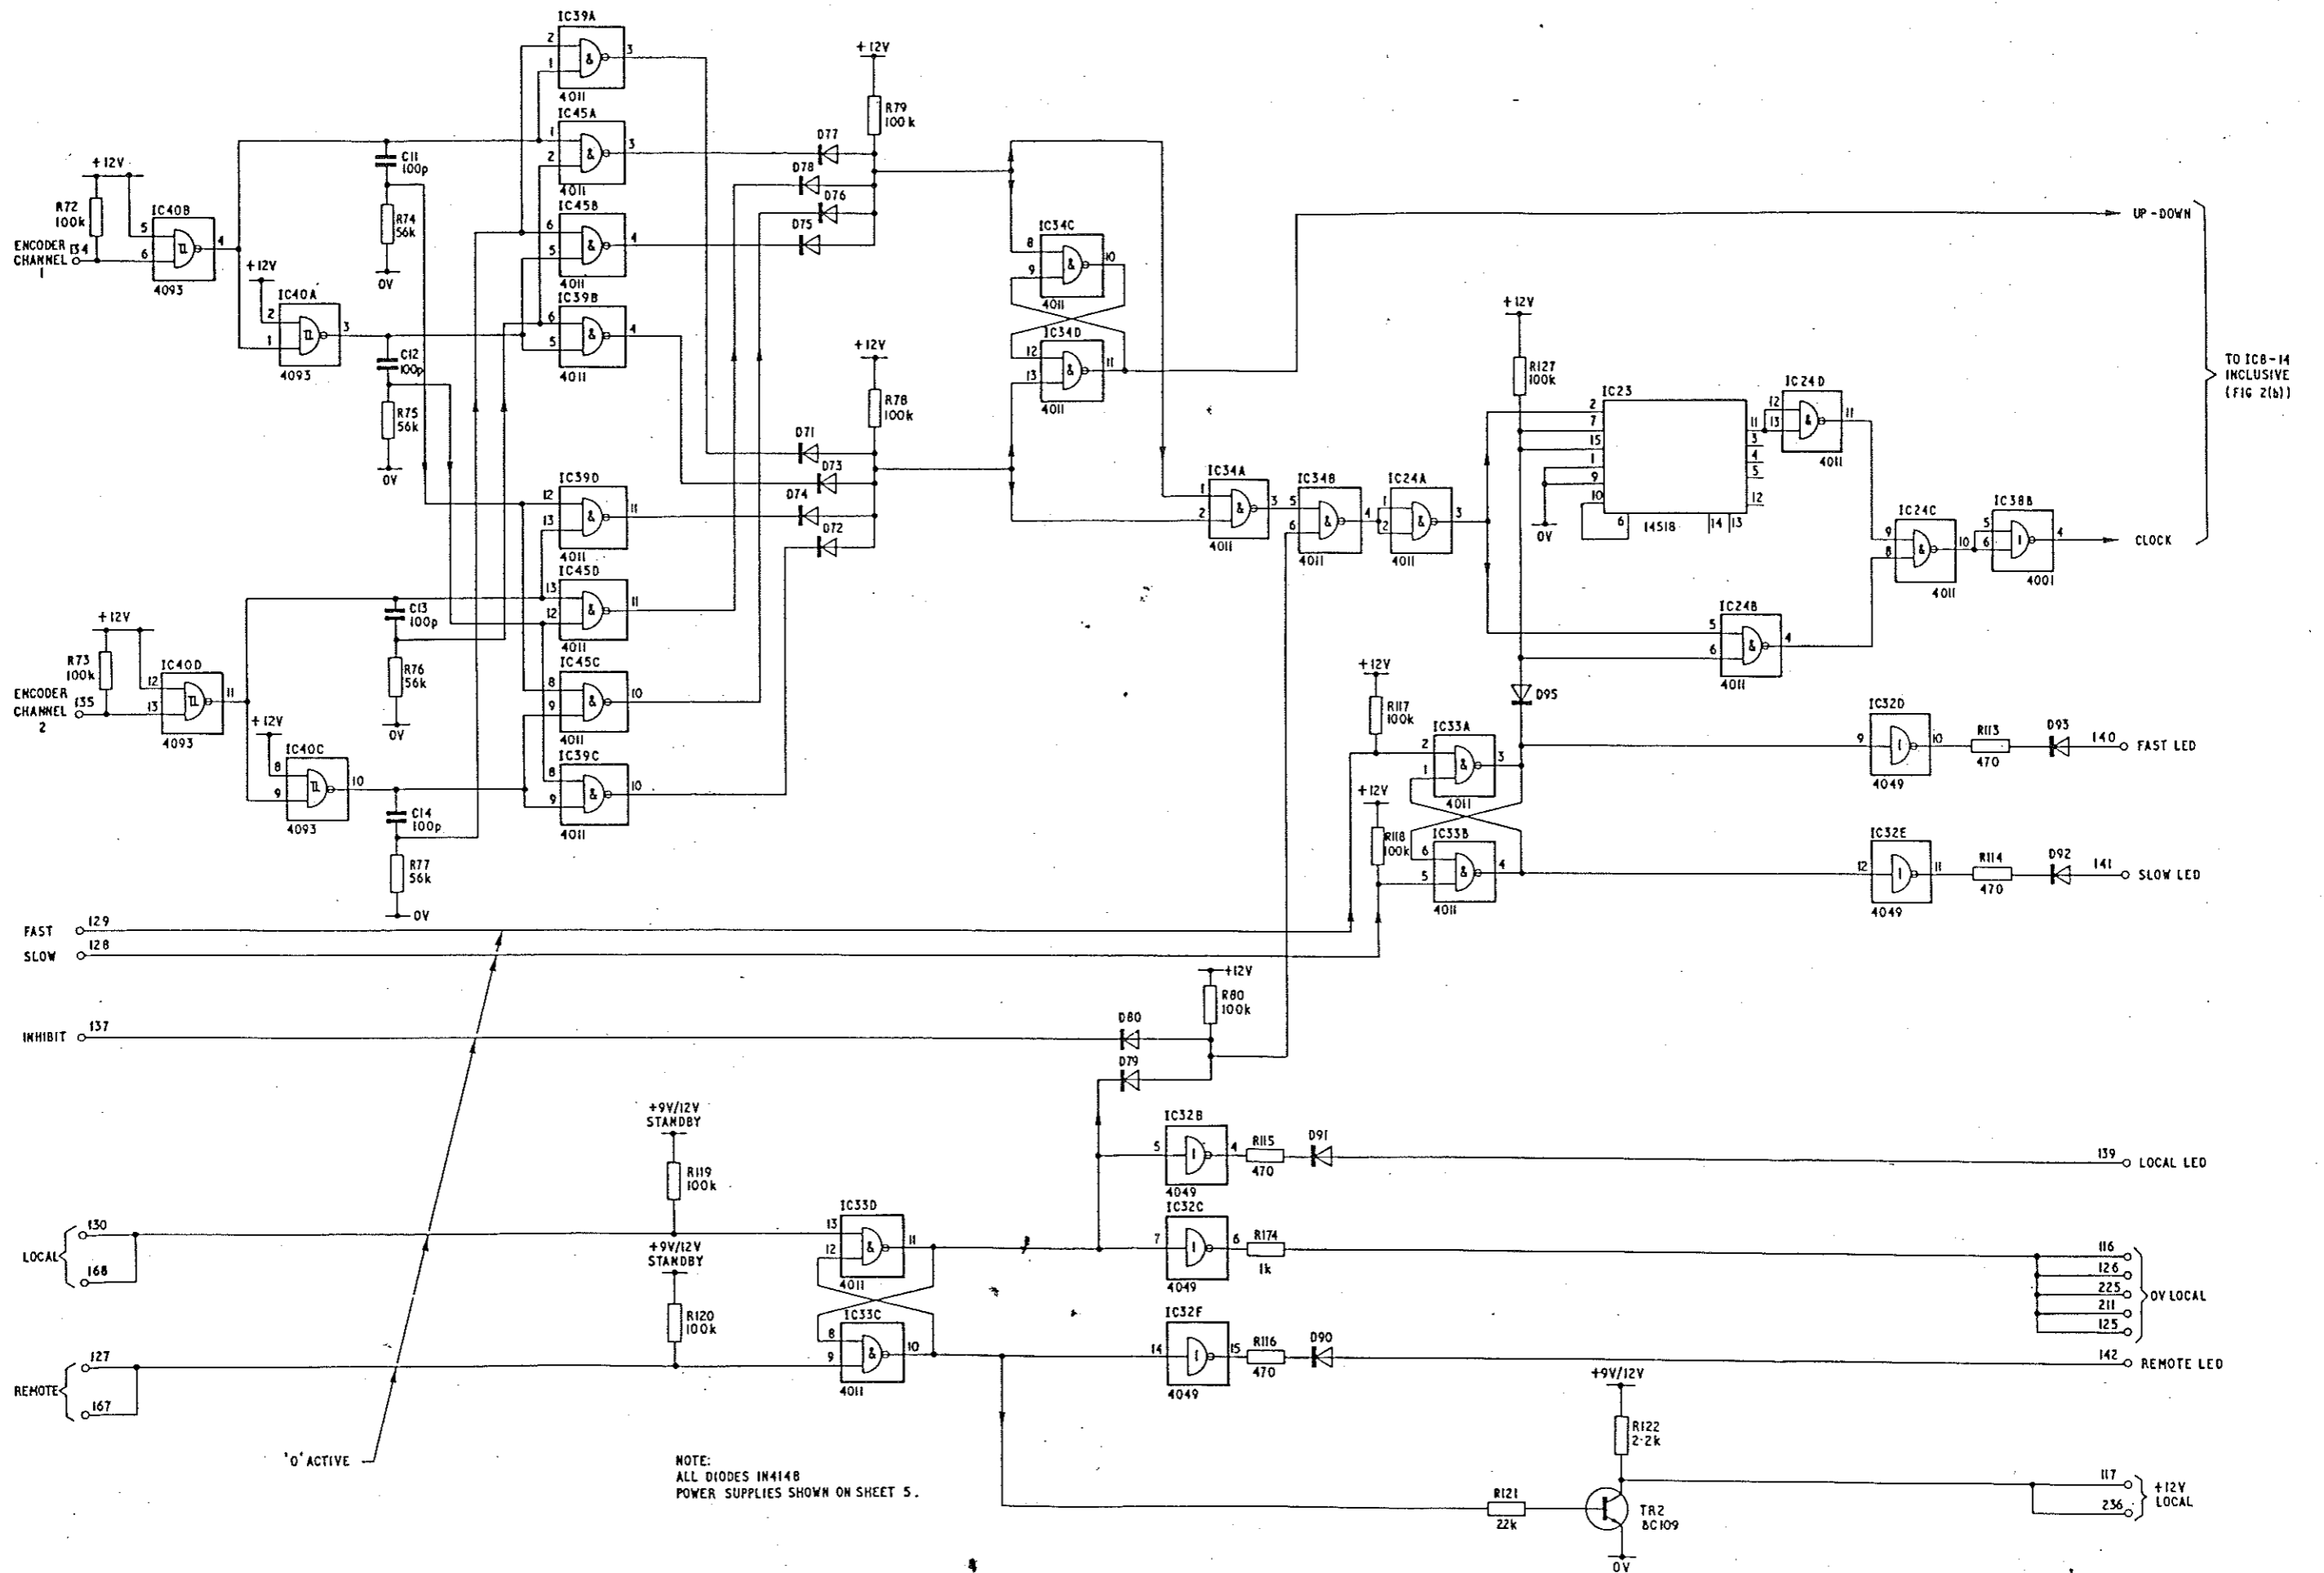 IC39A
2
1
3
&
4011
IC45A
1
2
3
&
4011
IC45B
6
5
4
&
4011
IC39B
6
5
4
&
4011
+12V
R72
100k
ENCODER
CHANNEL
1
134
IC40B
5
6
4
4093
+12V
IC40A
2
1
3
4093
C11
100p
R74
56k
0V
C12
100p
R75
56k
0V
+12V
R79
100k
D77
D78
D76
D75
+12V
R78
100k
D71
D73
D74
D72
IC39D
12
13
11
&
4011
IC45D
13
12
11
&
4011
IC45C
8
9
10
&
4011
IC39C
8
9
10
&
4011
+12V
R73
100k
ENCODER
CHANNEL
2
135
IC40D
12
13
11
4093
+12V
IC40C
8
9
10
4093
C13
100p
R76
56k
0V
C14
100p
R77
56k
0V
IC34C
8
9
10
&
4011
IC34D
12
13
11
&
4011
UP-DOWN
IC34A
1
2
3
&
4011
IC34B
5
6
4
&
4011
IC24A
1
2
3
&
4011
+12V
R127
100k
0V
IC23
2
7
15
1
9
10
6
14518
14
13
11
3
4
5
12
IC24D
12
13
11
&
4011
IC24C
9
8
10
&
4011
IC38B
5
6
4
1
4001
CLOCK
TO IC8-14
INCLUSIVE
(FIG 2(b))
IC24B
5
6
4
&
4011
D95
+12V
R117
100k
IC33A
2
1
3
&
4011
+12V
R118
100k
IC33B
6
5
4
&
4011
IC32D
9
10
1
4049
R113
470
D93
140
FAST LED
IC32E
12
11
1
4049
R114
470
D92
141
SLOW LED
FAST
129
SLOW
128
INHIBIT
137
+12V
R80
100k
D80
D79
+9V/12V
STANDBY
R119
100k
+9V/12V
STANDBY
R120
100k
LOCAL
130
168
REMOTE
127
167
IC33D
13
12
11
&
4011
IC33C
8
9
10
&
4011
IC32B
5
4
1
4049
R115
470
D91
139
LOCAL LED
IC32C
7
6
1
4049
R174
1k
116
126
225
211
125
0V LOCAL
IC32F
14
15
1
4049
R116
470
D90
142
REMOTE LED
+9V/12V
R122
2·2k
R121
22k
TR2
BC109
0V
117
236
+12V
LOCAL
'0' ACTIVE
NOTE:
ALL DIODES IN4148
POWER SUPPLIES SHOWN ON SHEET 5.